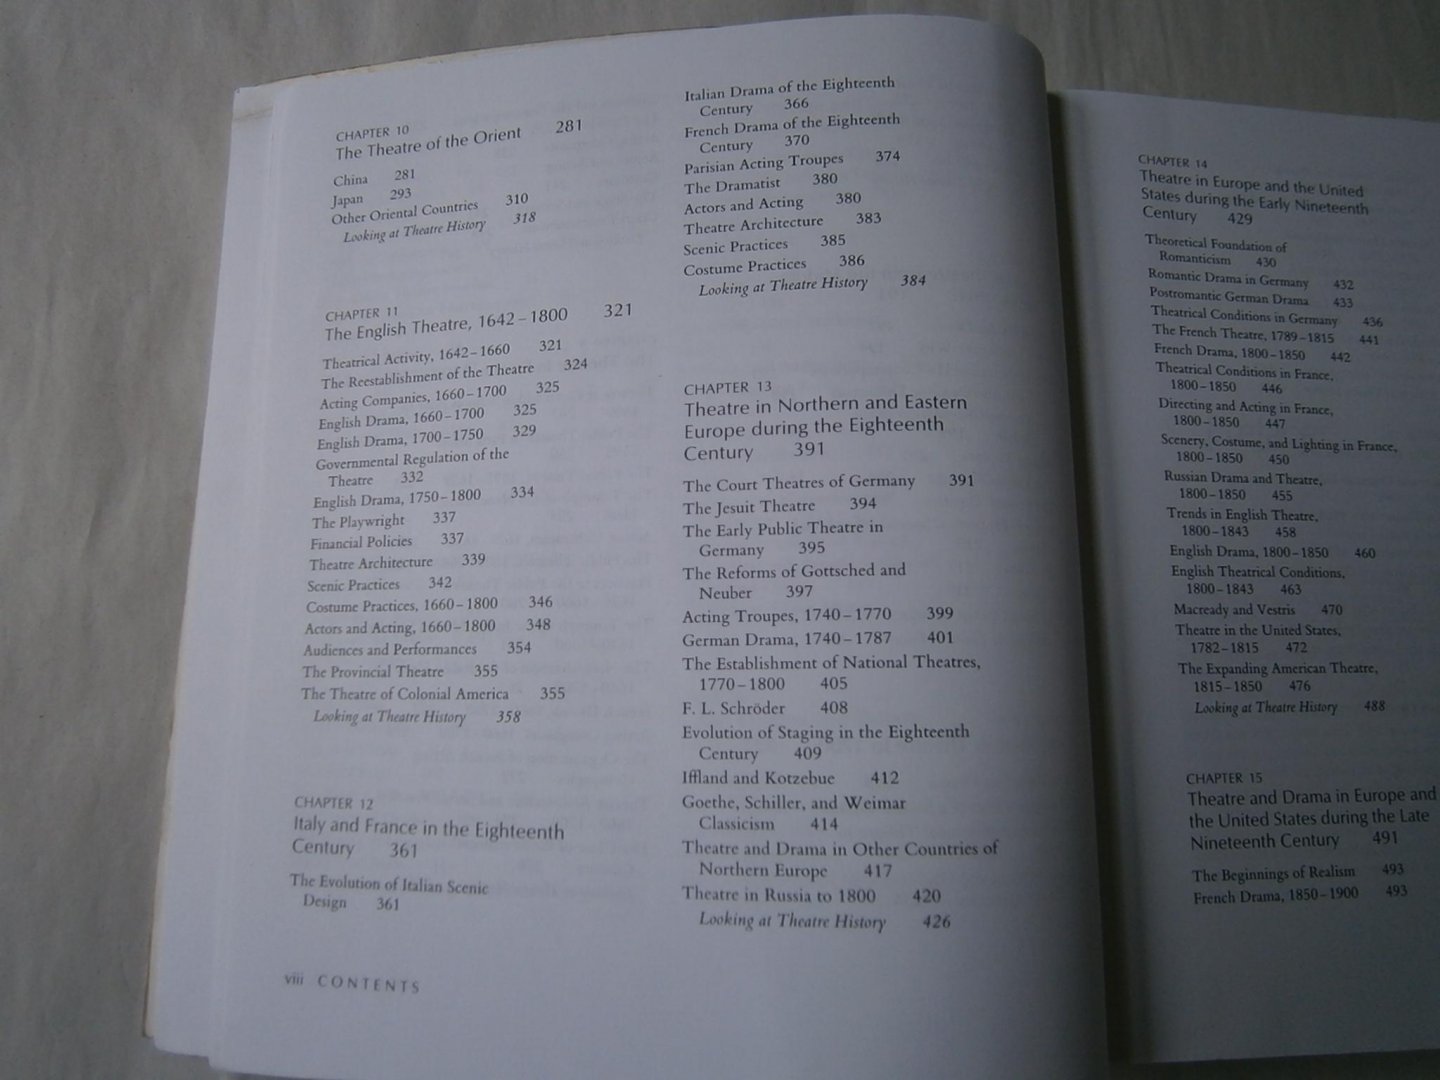 CHAPTER 10
The Theatre of the Orient 281
China 281
Japan 293
Other Oriental Countries 310
Looking at Theatre History 318
CHAPTER 11
The English Theatre, 1642–1800 321
Theatrical Activity, 1642–1660 321
The Reestablishment of the Theatre 324
Acting Companies, 1660–1700 325
English Drama, 1660–1700 325
English Drama, 1700–1750 329
Governmental Regulation of the
Theatre 332
English Drama, 1750–1800 334
The Playwright 337
Financial Policies 337
Theatre Architecture 339
Scenic Practices 342
Costume Practices, 1660–1800 346
Actors and Acting, 1660–1800 348
Audiences and Performances 354
The Provincial Theatre 355
The Theatre of Colonial America 355
Looking at Theatre History 358
CHAPTER 12
Italy and France in the Eighteenth
Century 361
The Evolution of Italian Scenic
Design 361
viii CONTENTS
Italian Drama of the Eighteenth
Century 366
French Drama of the Eighteenth
Century 370
Parisian Acting Troupes 374
The Dramatist 380
Actors and Acting 380
Theatre Architecture 383
Scenic Practices 385
Costume Practices 386
Looking at Theatre History 384
CHAPTER 13
Theatre in Northern and Eastern
Europe during the Eighteenth
Century 391
The Court Theatres of Germany 391
The Jesuit Theatre 394
The Early Public Theatre in
Germany 395
The Reforms of Gottsched and
Neuber 397
Acting Troupes, 1740–1770 399
German Drama, 1740–1787 401
The Establishment of National Theatres,
1770–1800 405
F. L. Schröder 408
Evolution of Staging in the Eighteenth
Century 409
Iffland and Kotzebue 412
Goethe, Schiller, and Weimar
Classicism 414
Theatre and Drama in Other Countries of
Northern Europe 417
Theatre in Russia to 1800 420
Looking at Theatre History 426
CHAPTER 14
Theatre in Europe and the United
States during the Early Nineteenth
Century 429
Theoretical Foundation of
Romanticism 430
Romantic Drama in Germany 432
Postromantic German Drama 433
Theatrical Conditions in Germany 436
The French Theatre, 1789–1815 441
French Drama, 1800–1850 442
Theatrical Conditions in France,
1800–1850 446
Directing and Acting in France,
1800–1850 447
Scenery, Costume, and Lighting in France,
1800–1850 450
Russian Drama and Theatre,
1800–1850 455
Trends in English Theatre,
1800–1843 458
English Drama, 1800–1850 460
English Theatrical Conditions,
1800–1843 463
Macready and Vestris 470
Theatre in the United States,
1782–1815 472
The Expanding American Theatre,
1815–1850 476
Looking at Theatre History 488
CHAPTER 15
Theatre and Drama in Europe and
the United States during the Late
Nineteenth Century 491
The Beginnings of Realism 493
French Drama, 1850–1900 493